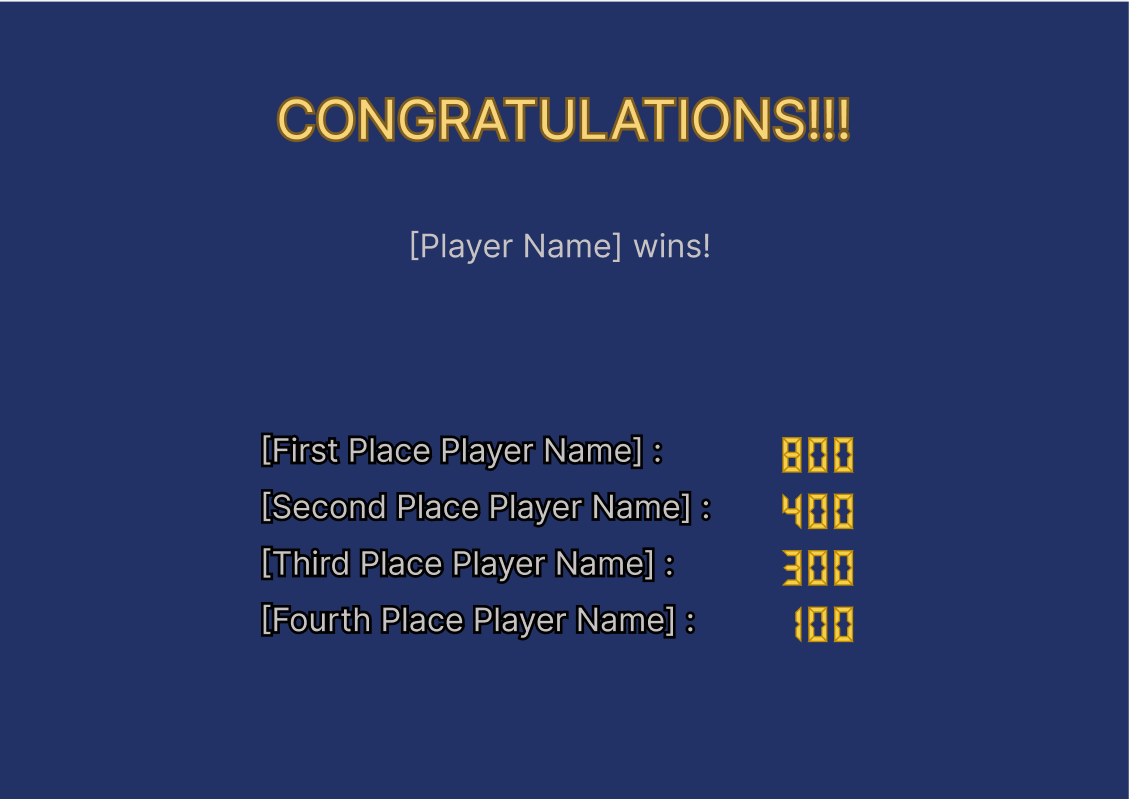 CONGRATULATIONS!!!
[Player Name] wins!
[First Place Player Name] : 800
[Second Place Player Name] : 400
[Third Place Player Name] : 300
[Fourth Place Player Name] : 100